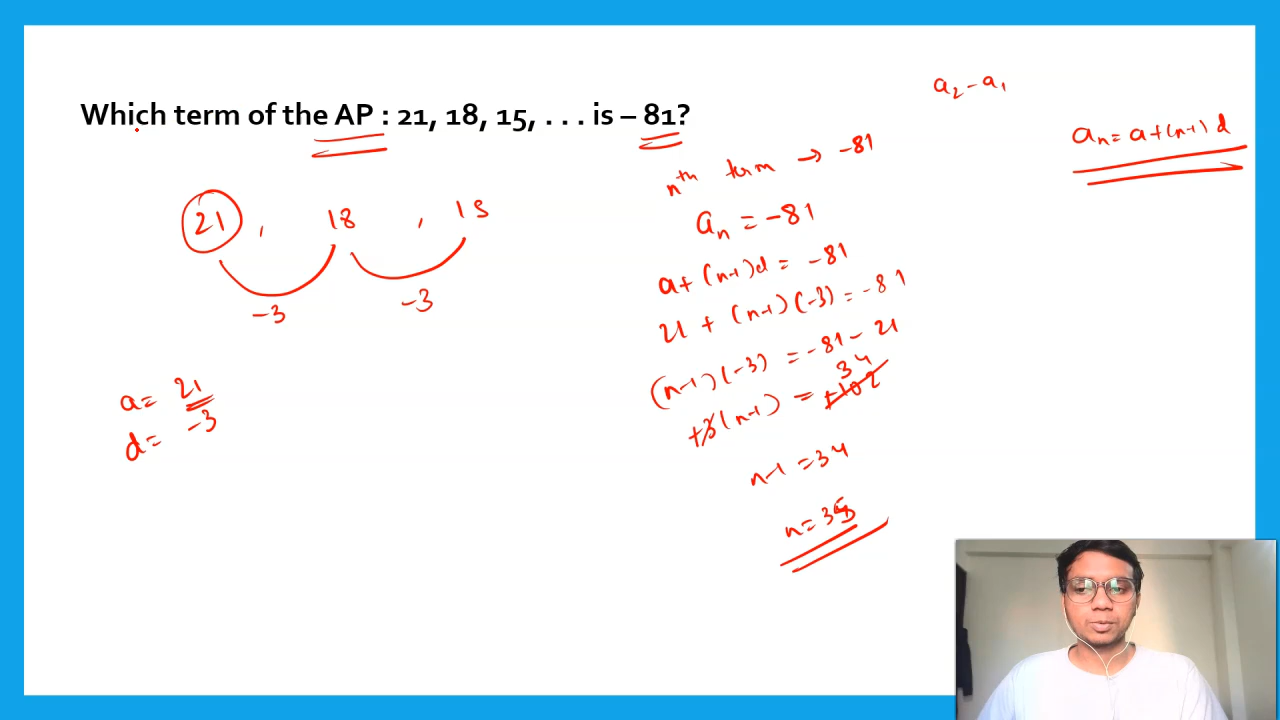 Which term of the AP : 21, 18, 15, . . . is – 81?
21 , 18 , 15
-3 -3
a = 21
d = -3
a₂ - a₁
aₙ = a + (n-1) d
nᵗʰ term → -81
aₙ = -81
a + (n-1)d = -81
21 + (n-1) (-3) = -81
(n-1) (-3) = -81 - 21
34
+3 (n-1) = +102
n-1 = 34
n = 35